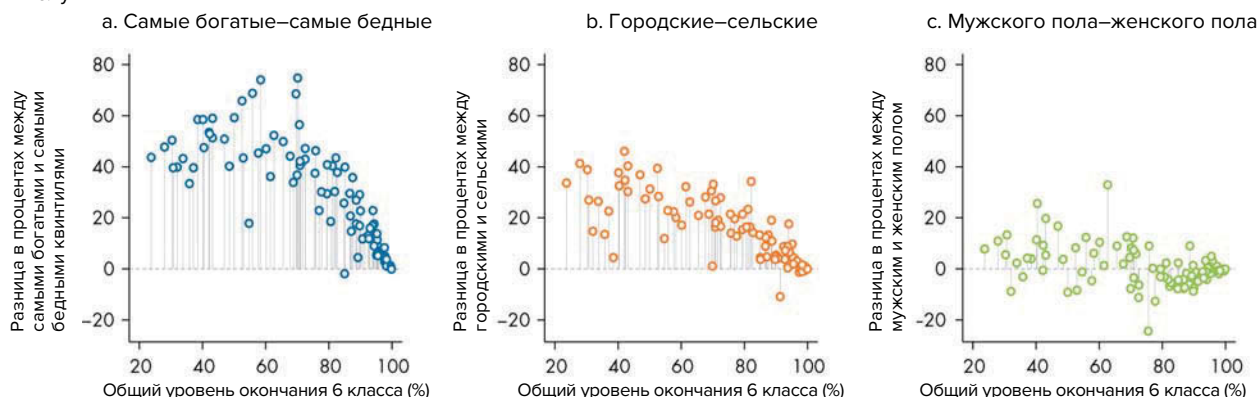 а. Самые богатые–самые бедные
Разница в процентах между
самыми богатыми и самыми
бедными квинтилями
80
60
40
20
0
–20
20 40 60 80 100
Общий уровень окончания 6 класса (%)
b. Городские–сельские
Разница в процентах между
городскими и сельскими
80
60
40
20
0
–20
20 40 60 80 100
Общий уровень окончания 6 класса (%)
c. Мужского пола–женского пола
Разница в процентах между
мужским и женским полом
80
60
40
20
0
–20
20 40 60 80 100
Общий уровень окончания 6 класса (%)